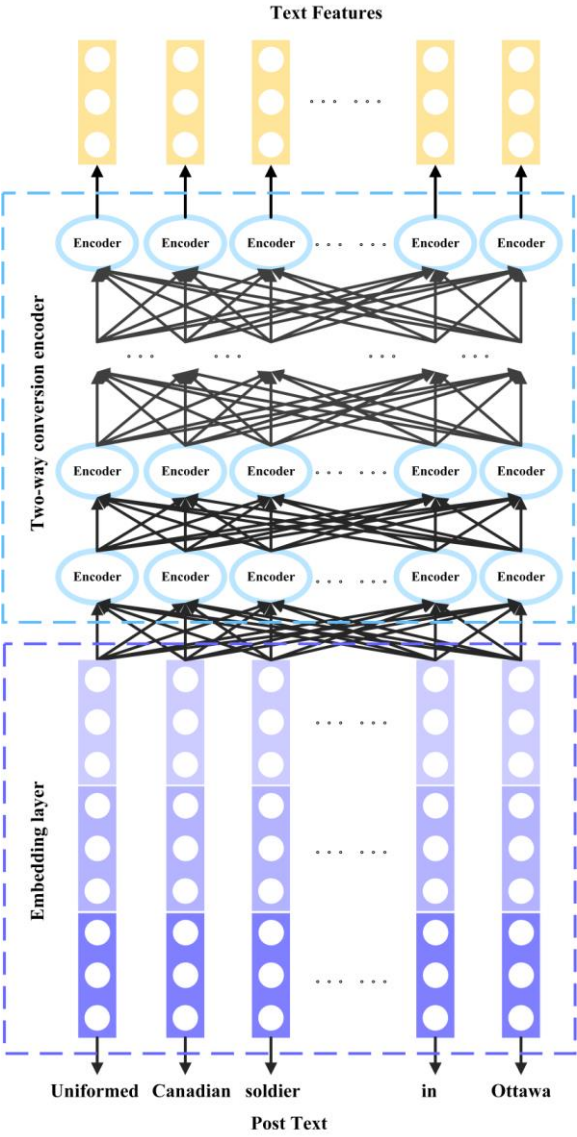 Text Features
Encoder Encoder Encoder ... ... Encoder Encoder
Two-way conversion encoder
Encoder Encoder Encoder ... ... Encoder Encoder
Encoder Encoder Encoder ... ... Encoder Encoder
Embedding layer
Uniformed Canadian soldier in Ottawa
Post Text